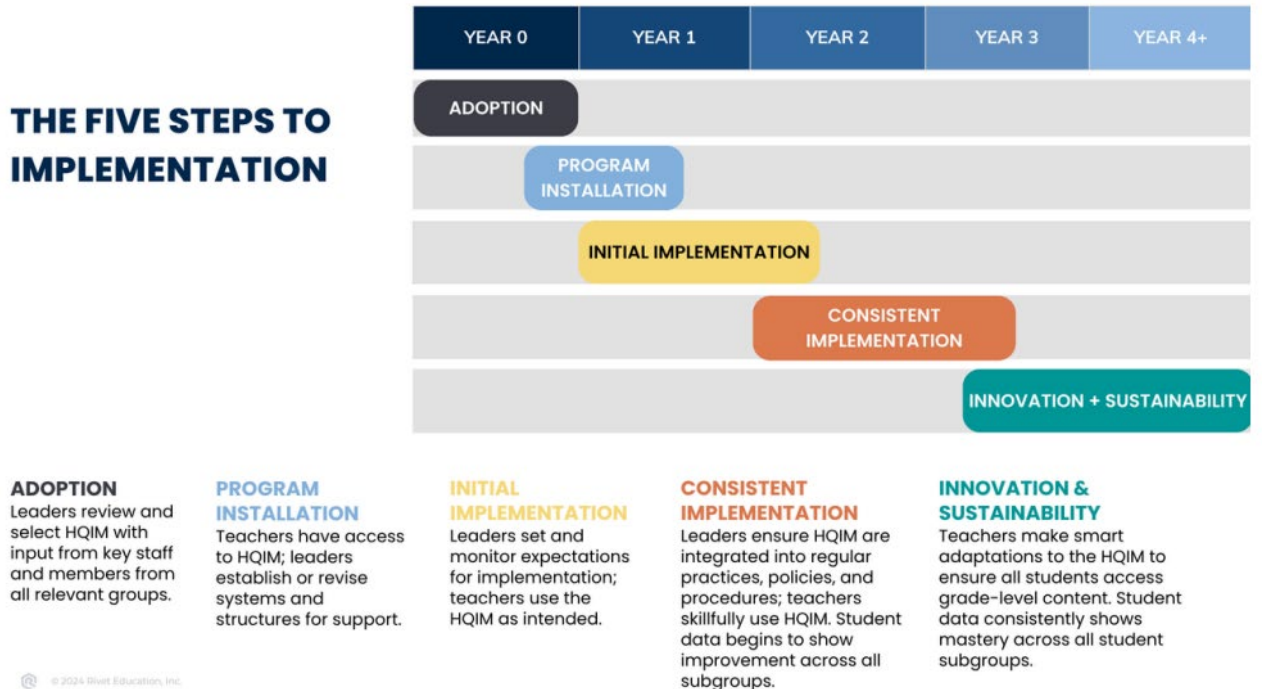 YEAR 0
YEAR 1
YEAR 2
YEAR 3
YEAR 4+
THE FIVE STEPS TO
IMPLEMENTATION
ADOPTION
PROGRAM
INSTALLATION
INITIAL IMPLEMENTATION
CONSISTENT
IMPLEMENTATION
INNOVATION + SUSTAINABILITY
ADOPTION
Leaders review and
select HQIM with
input from key staff
and members from
all relevant groups.
PROGRAM
INSTALLATION
Teachers have access
to HQIM; leaders
establish or revise
systems and
structures for support.
INITIAL
IMPLEMENTATION
Leaders set and
monitor expectations
for implementation;
teachers use the
HQIM as intended.
CONSISTENT
IMPLEMENTATION
Leaders ensure HQIM are
integrated into regular
practices, policies, and
procedures; teachers
skillfully use HQIM. Student
data begins to show
improvement across all
subgroups.
INNOVATION &
SUSTAINABILITY
Teachers make smart
adaptations to the HQIM to
ensure all students access
grade-level content. Student
data consistently shows
mastery across all student
subgroups.
© 2024 Rivet Education, Inc.